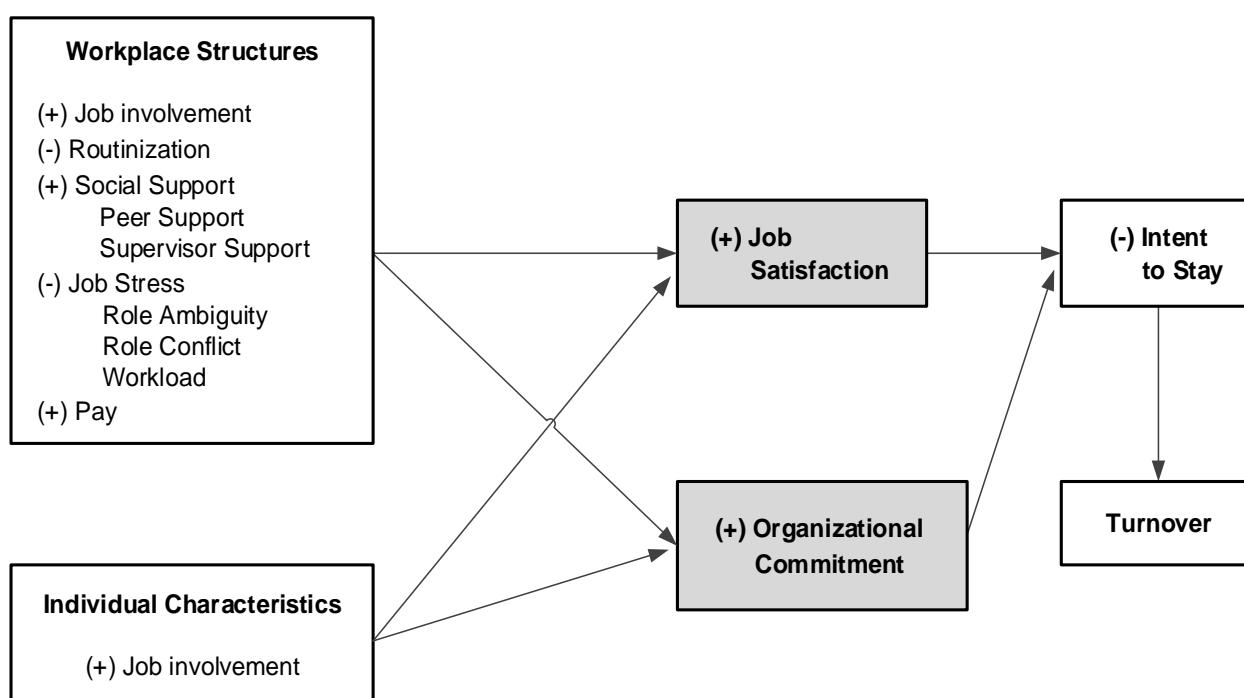 Workplace Structures
(+) Job involvement
(-) Routinization
(+) Social Support
Peer Support
Supervisor Support
(-) Job Stress
Role Ambiguity
Role Conflict
Workload
(+) Pay
(+) Job
Satisfaction
(-) Intent
to Stay
(+) Organizational
Commitment
Turnover
Individual Characteristics
(+) Job involvement